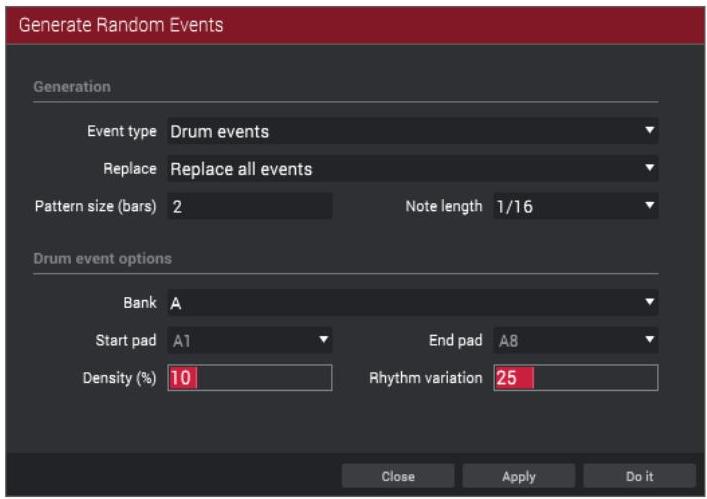 Generate Random Events
Generation
Event type Drum events
Replace Replace all events
Pattern size (bars) 2 Note length 1/16
Drum event options
Bank A
Start pad A1 End pad A8
Density (%) 10 Rhythm variation 25
Close Apply Do it